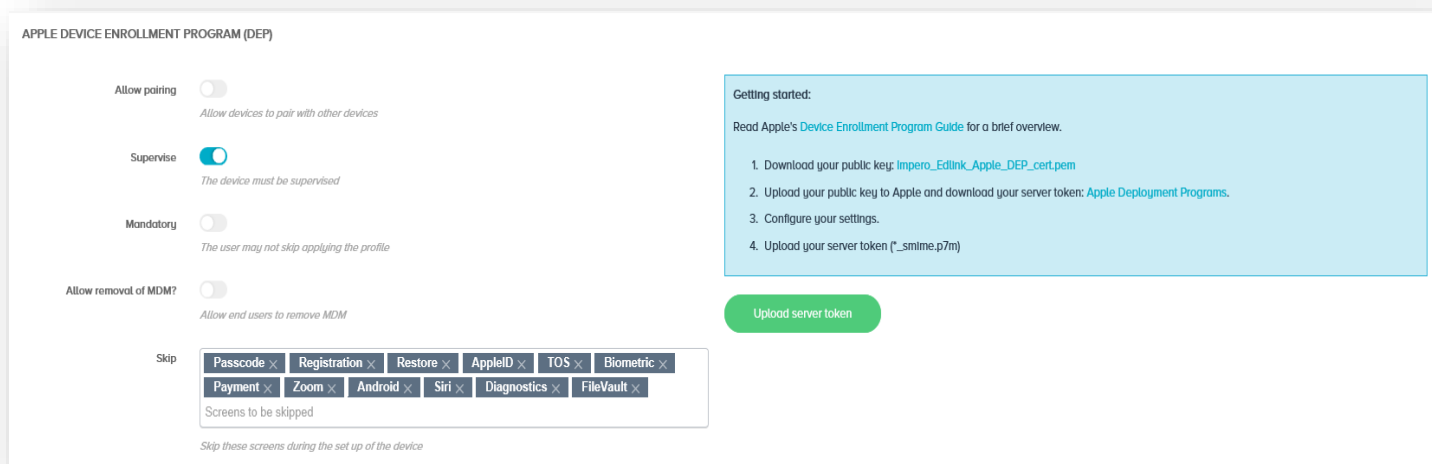 APPLE DEVICE ENROLLMENT PROGRAM (DEP)
Allow pairing
Allow devices to pair with other devices
Supervise
The device must be supervised
Mandatory
The user may not skip applying the profile
Allow removal of MDM?
Allow end users to remove MDM
Skip
Passcode × Registration × Restore × AppleID × TOS × Biometric ×
Payment × Zoom × Android × Siri × Diagnostics × FileVault ×
Screens to be skipped
Skip these screens during the set up of the device
Getting started:
Read Apple's Device Enrollment Program Guide for a brief overview.
1. Download your public key: Impero_Edlink_Apple_DEP_cert.pem
2. Upload your public key to Apple and download your server token: Apple Deployment Programs.
3. Configure your settings.
4. Upload your server token (*_smime.p7m)
Upload server token